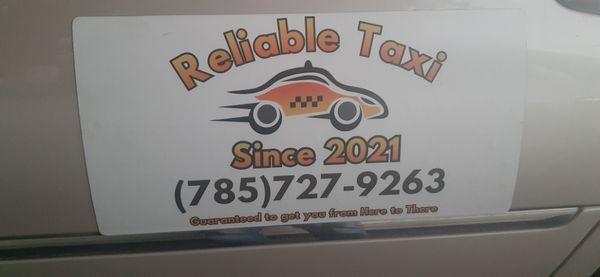 Reliable Taxi
Since 2021
(785)727-9263
Guaranteed to get you from Here to There